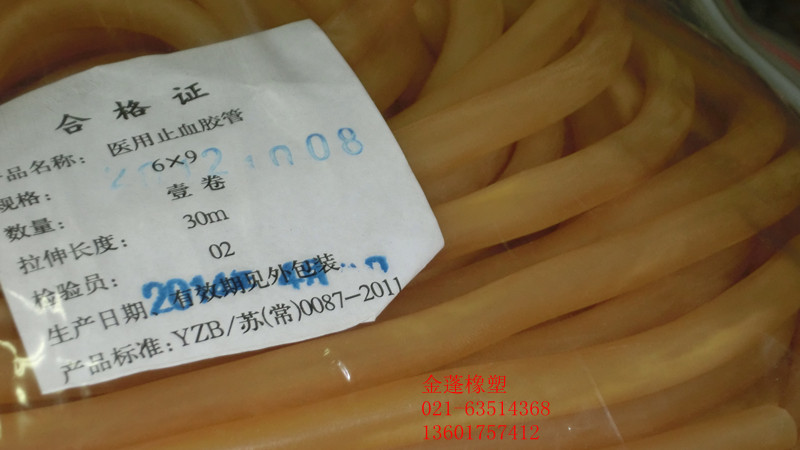 合格证
产品名称: 医用止血胶管
20121008
规格: 6×9
数量: 壹卷
拉伸长度: 30m
检验员: 02
生产日期 有效期见外包装
产品标准: YZB/苏(常)0087-2011
金蓬橡塑
021-63514368
13601757412